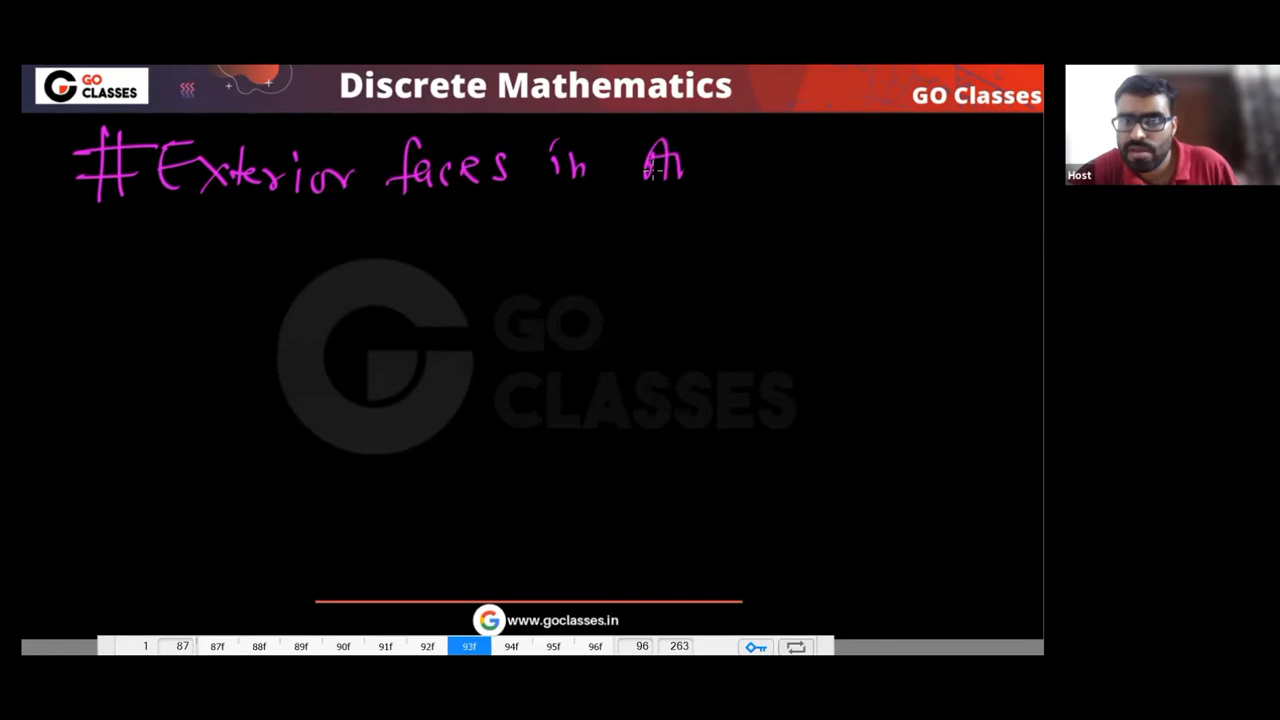 GO
CLASSES
Discrete Mathematics
GO Classes
#Exterior faces in
Host
GO
CLASSES
www.goclasses.in
1 87 87f 88f 89f 90f 91f 92f 93f 94f 95f 96f 96 263